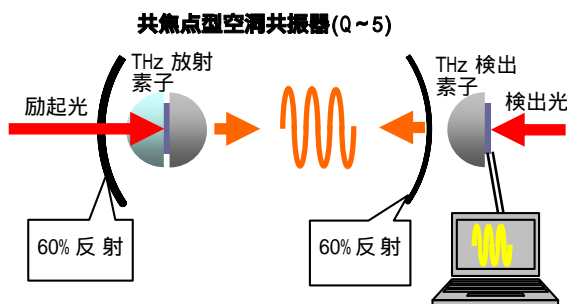 共焦点型空洞共振器(Q~5)
THz 放射
素子
THz 検出
素子
励起光
検出光
60% 反 射
60% 反 射